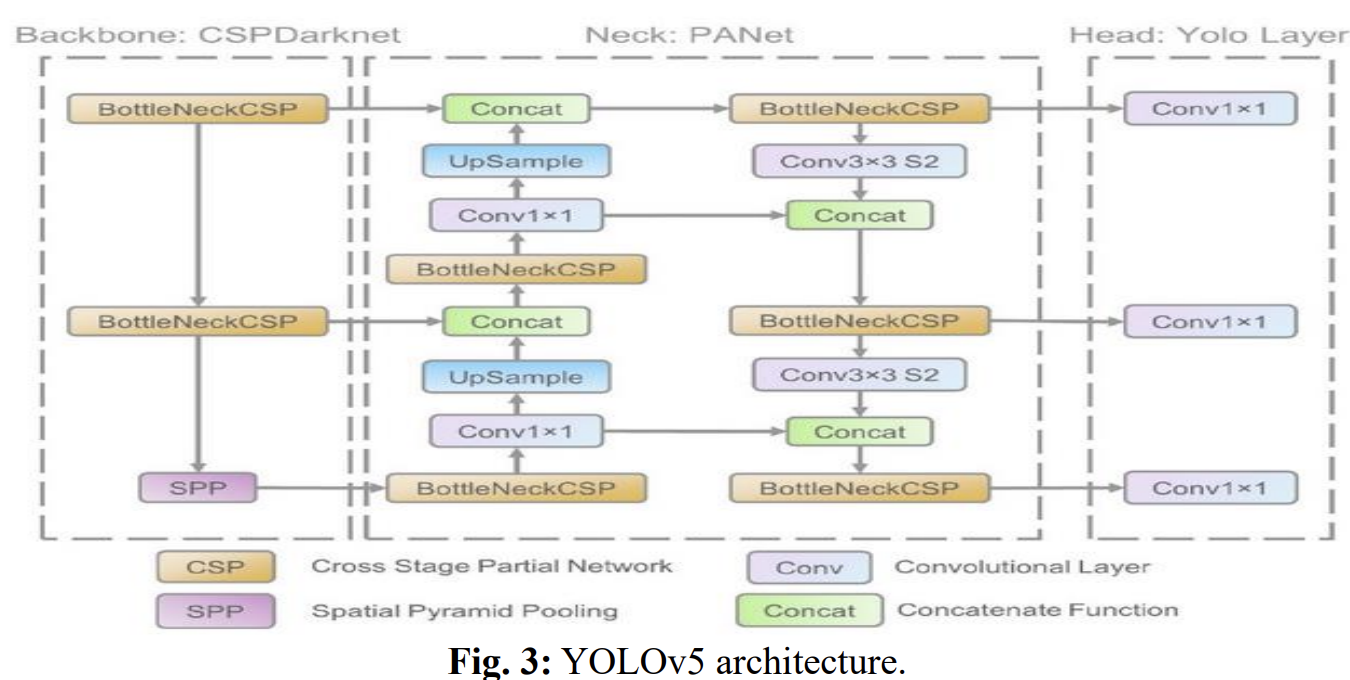 Backbone: CSPDarknet Neck: PANet Head: Yolo Layer
BottleNeckCSP Concat BottleNeckCSP Conv1×1
UpSample Conv3×3 S2
Conv1×1 Concat
BottleNeckCSP
BottleNeckCSP Concat BottleNeckCSP Conv1×1
UpSample Conv3×3 S2
Conv1×1 Concat
SPP BottleNeckCSP BottleNeckCSP Conv1×1
CSP Cross Stage Partial Network Conv Convolutional Layer
SPP Spatial Pyramid Pooling Concat Concatenate Function
Fig. 3: YOLOv5 architecture.